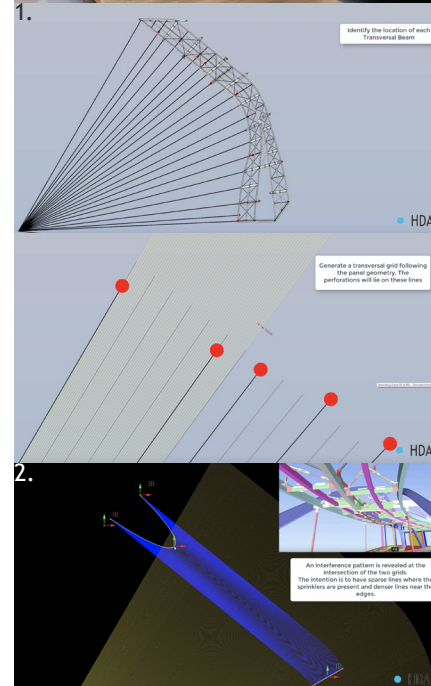 1.
Identify the location of each
Transversal Beam
HDA
Generate a transversal grid following
the panel geometry. The
perforations will lie on these lines
HDA
2.
An interference pattern is revealed at the
intersection of the two grids.
The intention is to have sparse lines where the
sprinklers are present and denser lines near the
edges.
HDA